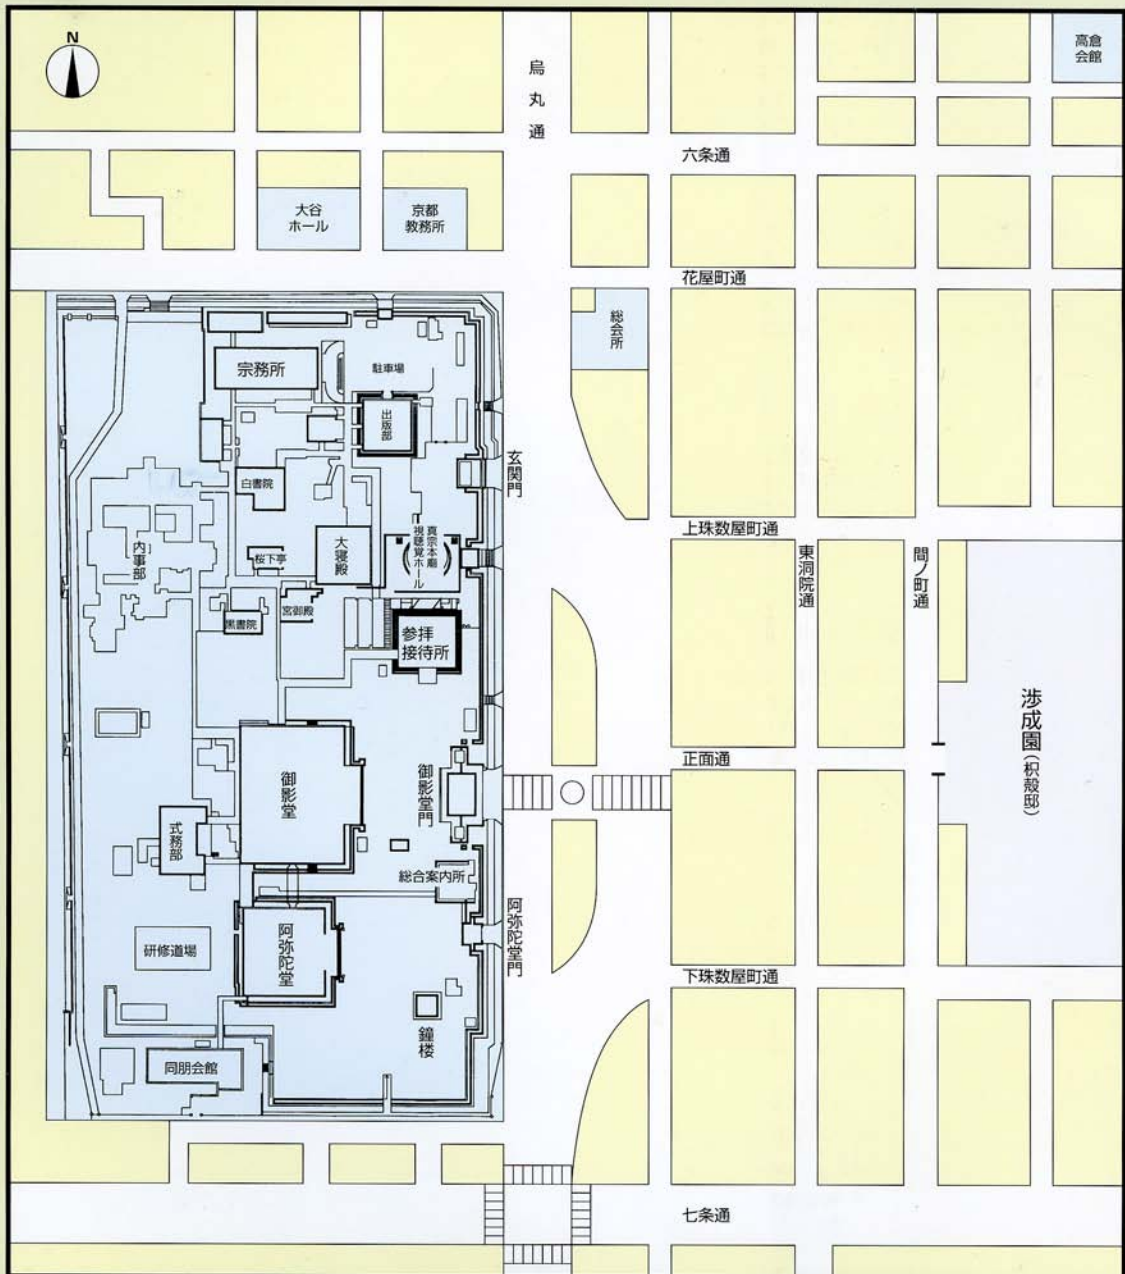 N
烏丸通
高倉
会館
六条通
大谷
ホール
京都
教務所
花屋町通
総会所
宗務所
駐車場
出版部
玄関門
白書院
上珠数屋町通
真宗本廟
視聴覚ホール
大寝殿
桜下亭
内事部
東洞院通
間ノ町通
宮御殿
黒書院
参拝
接待所
渉成園(枳殻邸)
正面通
御影堂
御影堂門
式務部
総合案内所
阿弥陀堂門
阿弥陀堂
研修道場
下珠数屋町通
鐘楼
同朋会館
七条通